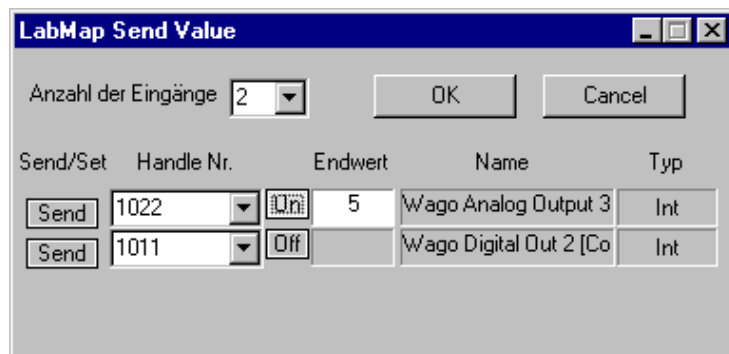 LabMap Send Value
Anzahl der Eingänge 2 OK Cancel
Send/Set Handle Nr. Endwert Name Typ
Send 1022 On 5 Wago Analog Output 3 Int
Send 1011 Off Wago Digital Out 2 [Co Int